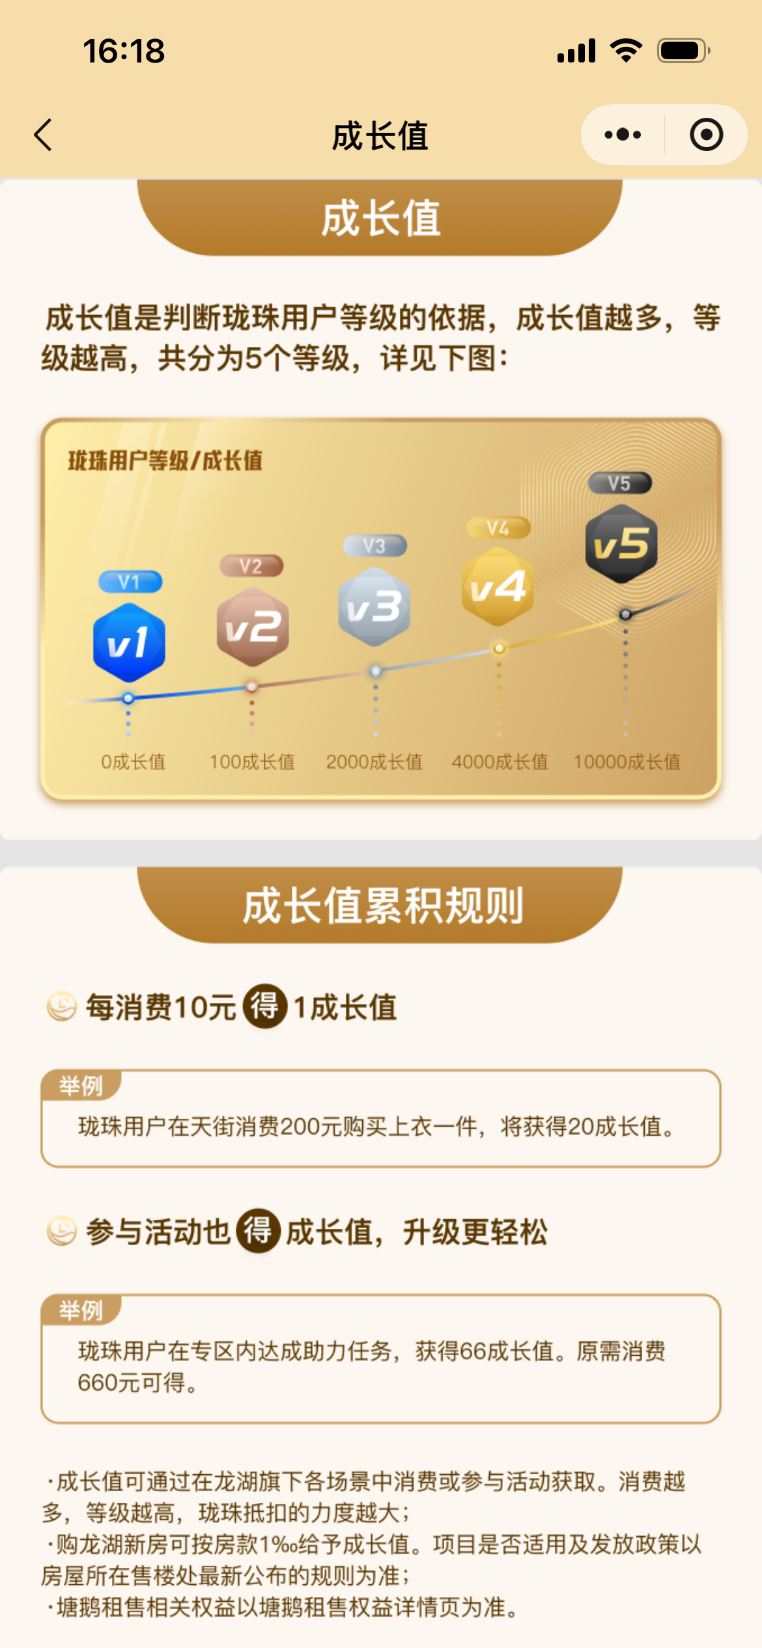 16:18
成长值
成长值
成长值是判断珑珠用户等级的依据，成长值越多，等
级越高，共分为5个等级，详见下图：
珑珠用户等级/成长值
V1
V2
V3
V4
V5
v1
v2
v3
v4
v5
0成长值
100成长值
2000成长值
4000成长值
10000成长值
成长值累积规则
每消费10元得1成长值
举例
珑珠用户在天街消费200元购买上衣一件，将获得20成长值。
参与活动也得成长值，升级更轻松
举例
珑珠用户在专区内达成助力任务，获得66成长值。原需消费
660元可得。
·成长值可通过在龙湖旗下各场景中消费或参与活动获取。消费越
多，等级越高，珑珠抵扣的力度越大；
·购龙湖新房可按房款1‰给予成长值。项目是否适用及发放政策以
房屋所在售楼处最新公布的规则为准；
·塘鹅租售相关权益以塘鹅租售权益详情页为准。